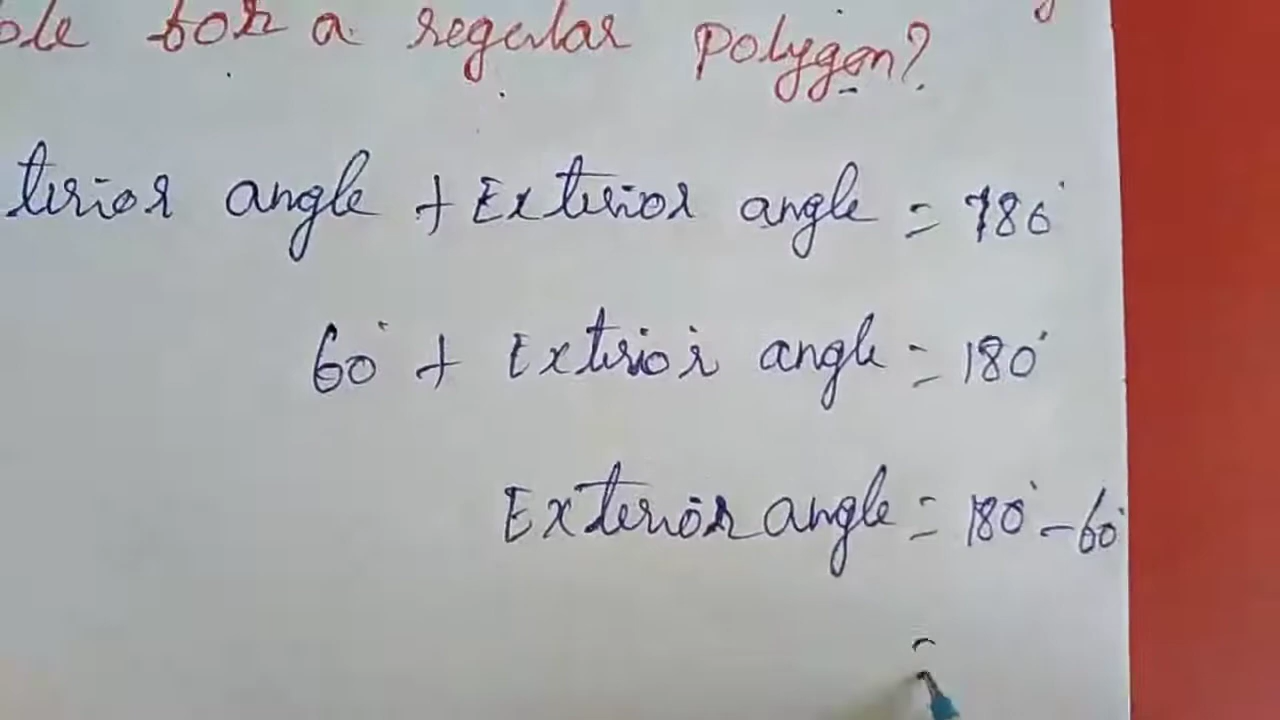 ble for a regular polygon?
terior angle + Exterior angle = 180°
60° + Exterior angle = 180°
Exterior angle = 180° - 60°
=